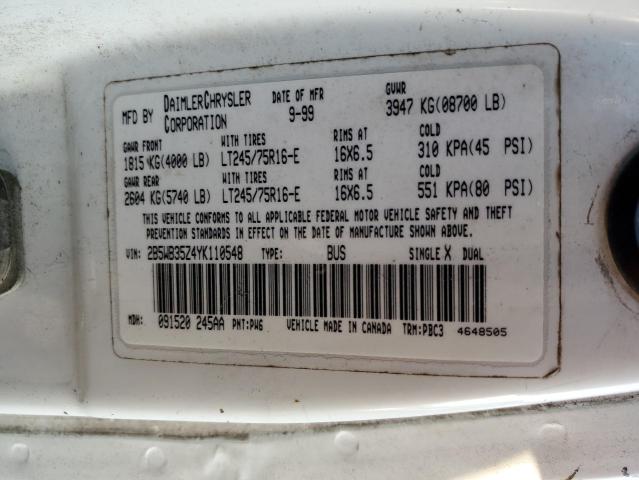 MFD BY DAIMLERCHRYSLER CORPORATION DATE OF MFR 9-99 GVWR 3947 KG(08700 LB)
GAWR FRONT WITH TIRES RIMS AT COLD
1815 KG(4000 LB) LT245/75R16-E 16X6.5 310 KPA(45 PSI)
GAWR REAR WITH TIRES RIMS AT COLD
2604 KG(5740 LB) LT245/75R16-E 16X6.5 551 KPA(80 PSI)
THIS VEHICLE CONFORMS TO ALL APPLICABLE FEDERAL MOTOR VEHICLE SAFETY AND THEFT
PREVENTION STANDARDS IN EFFECT ON THE DATE OF MANUFACTURE SHOWN ABOVE.
VIN: 2B5WB35Z4YK110548 TYPE: BUS SINGLE X DUAL
MDH: 091520 245AA PNT:PW6 VEHICLE MADE IN CANADA TRM:PBC3 4648505